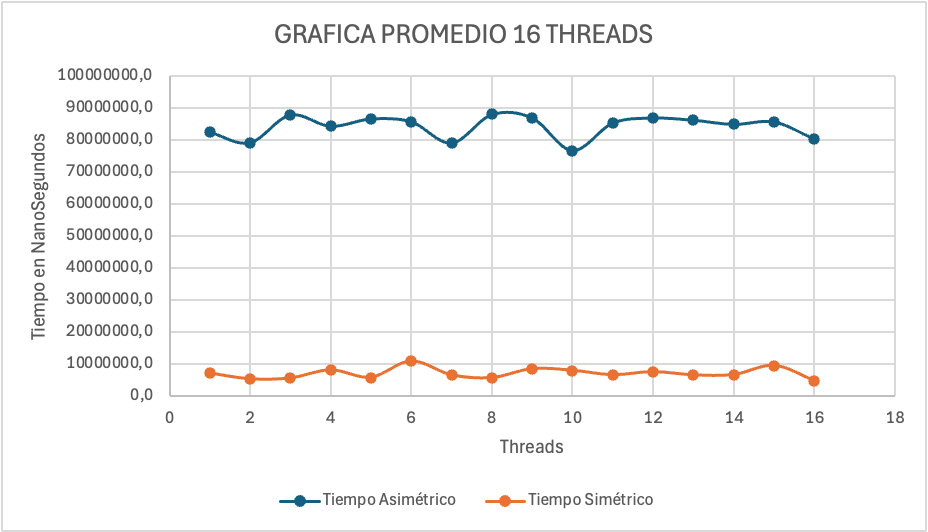 GRAFICA PROMEDIO 16 THREADS
Tiempo en NanoSegundos
100000000,0
90000000,0
80000000,0
70000000,0
60000000,0
50000000,0
40000000,0
30000000,0
20000000,0
10000000,0
0,0
0 2 4 6 8 10 12 14 16 18
Threads
Tiempo Asimétrico Tiempo Simétrico